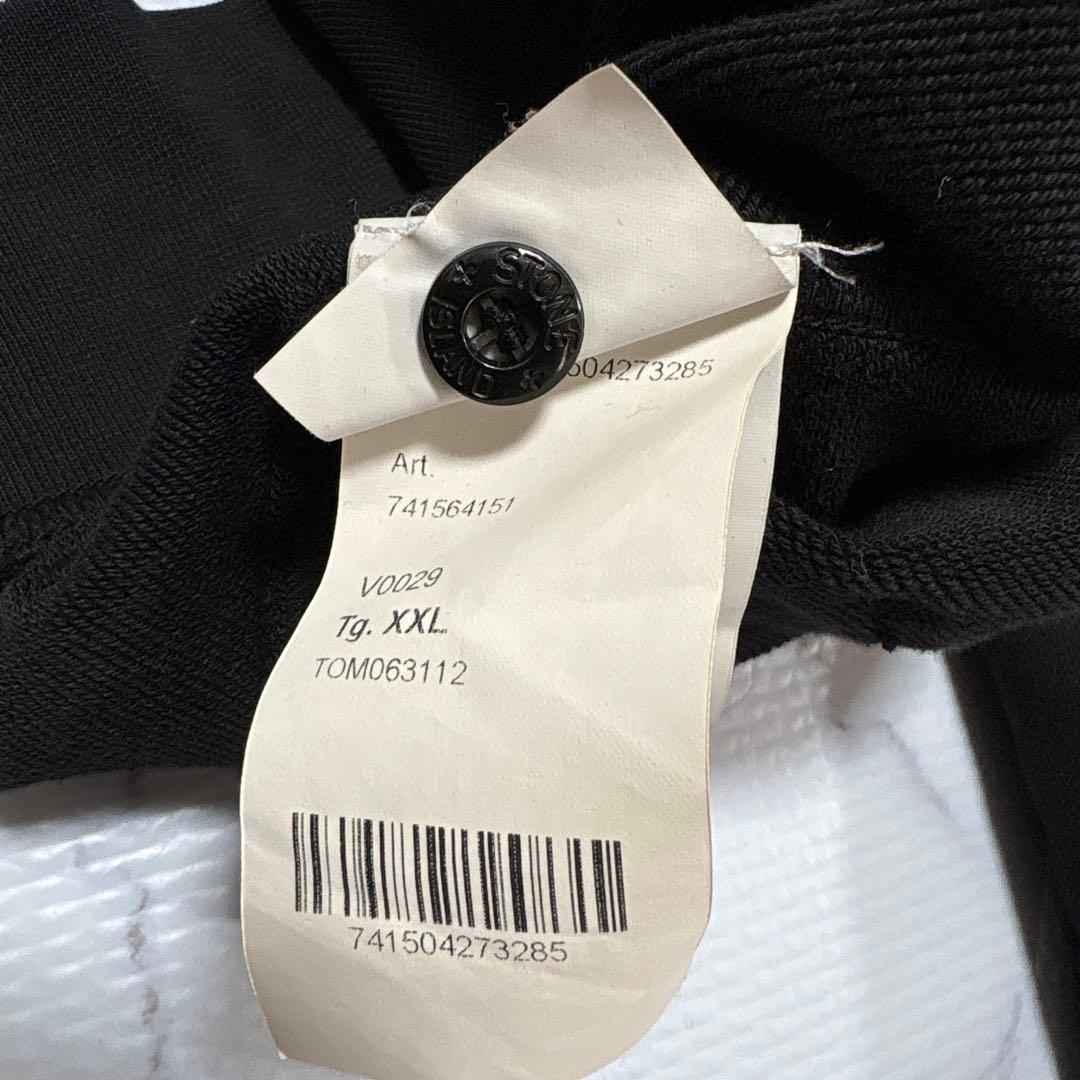 STONE ISLAND
504273285
Art.
741564151
V0029
Tg. XXL
TOM063112
741504273285